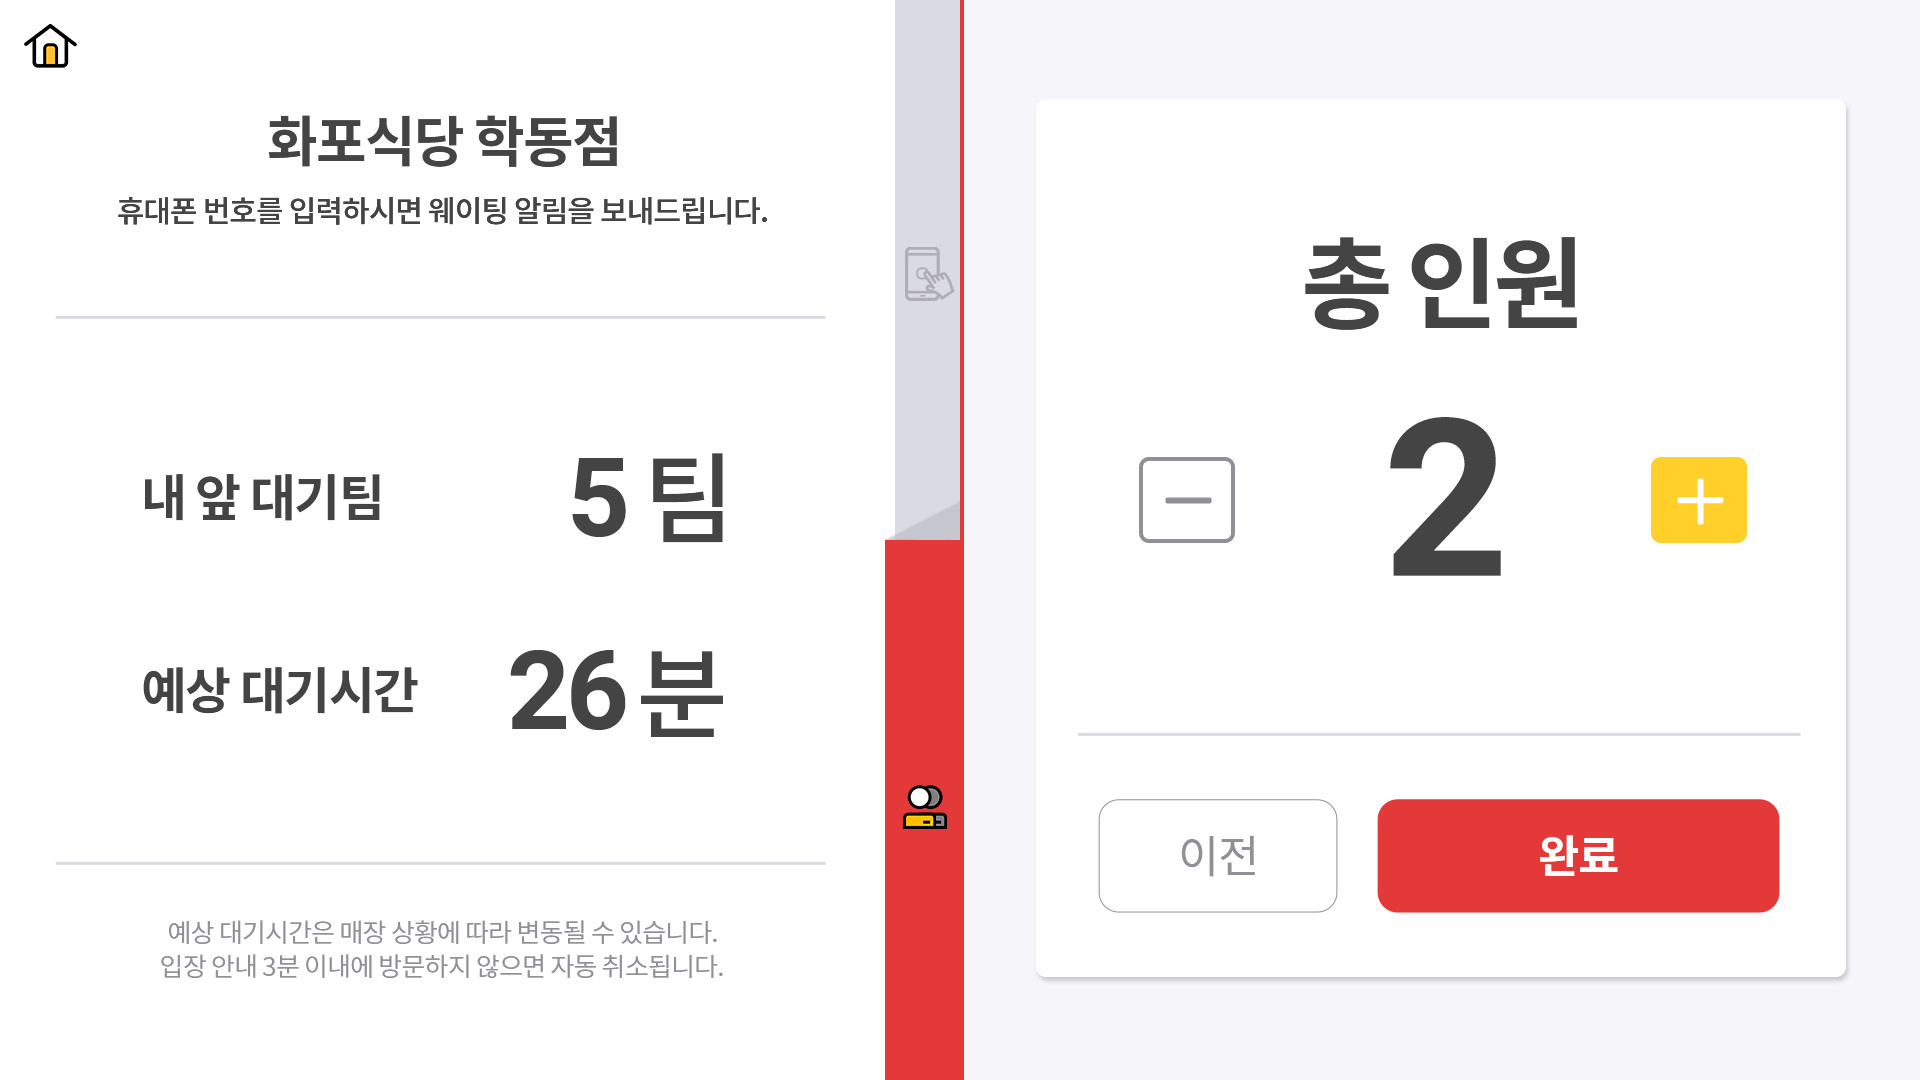 화포식당 학동점
휴대폰 번호를 입력하시면 웨이팅 알림을 보내드립니다.
내 앞 대기팀 5 팀
예상 대기시간 26 분
예상 대기시간은 매장 상황에 따라 변동될 수 있습니다.
입장 안내 3분 이내에 방문하지 않으면 자동 취소됩니다.
총 인원
2
이전
완료